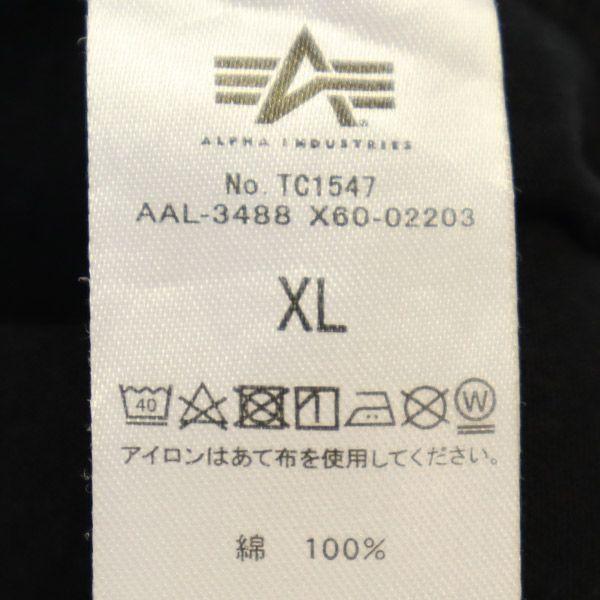 ALPHA INDUSTRIES
No. TC1547
AAL-3488 X60-02203
XL
40 1 W
アイロンはあて布を使用してください。
綿 100%